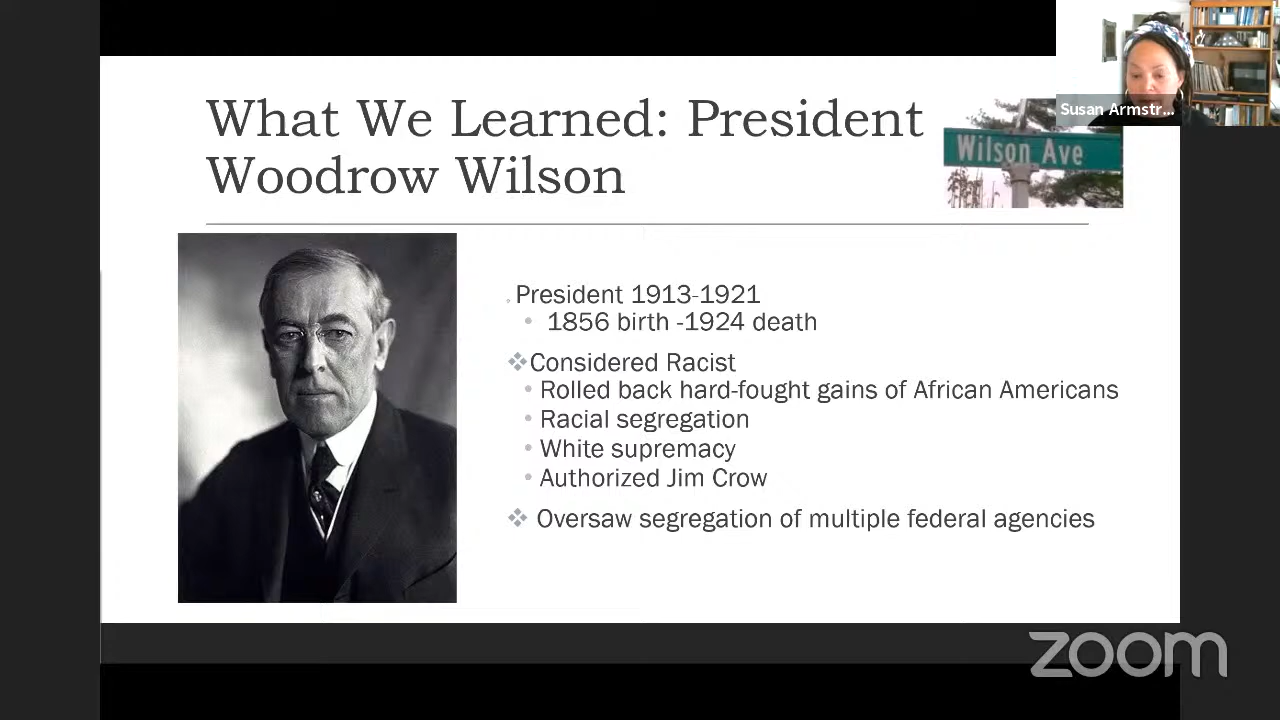 What We Learned: President
Woodrow Wilson
Susan Armstr...
Wilson Ave
President 1913-1921
• 1856 birth -1924 death
❖Considered Racist
• Rolled back hard-fought gains of African Americans
• Racial segregation
• White supremacy
• Authorized Jim Crow
❖ Oversaw segregation of multiple federal agencies
zoom